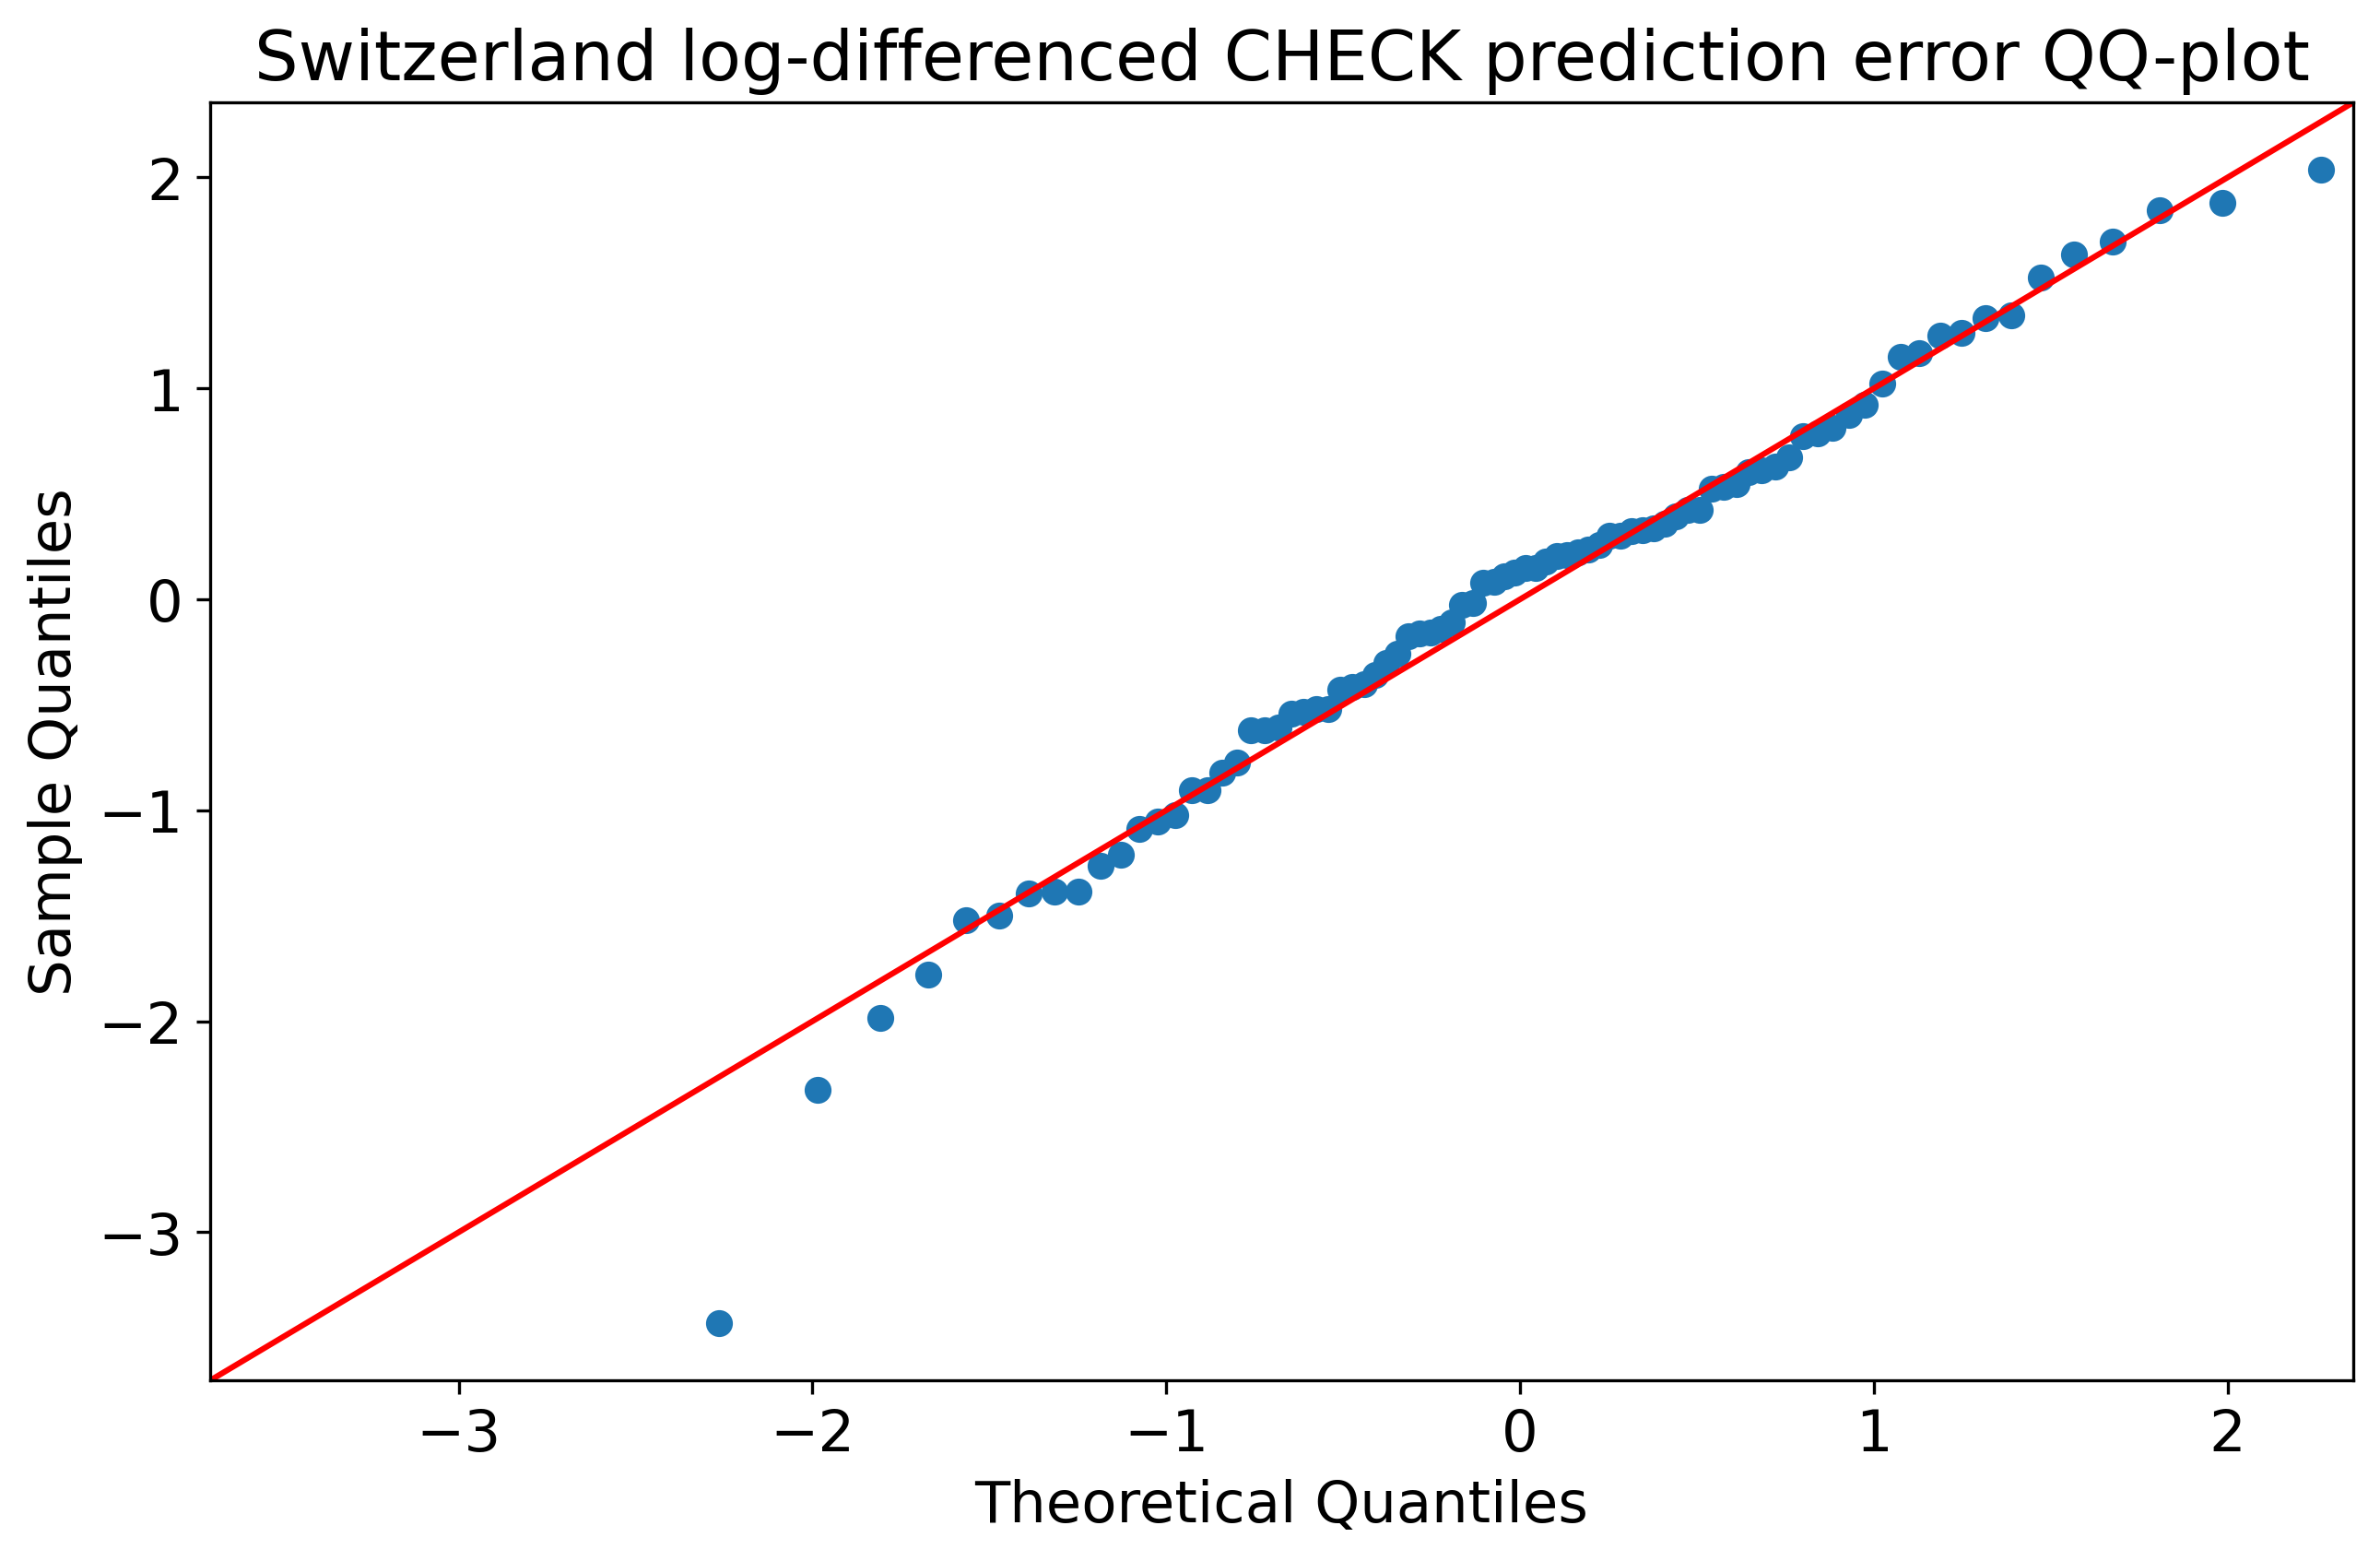 Switzerland log-differenced CHECK prediction error QQ-plot
2
1
0
−1
−2
−3
Sample Quantiles
−3 −2 −1 0 1 2
Theoretical Quantiles